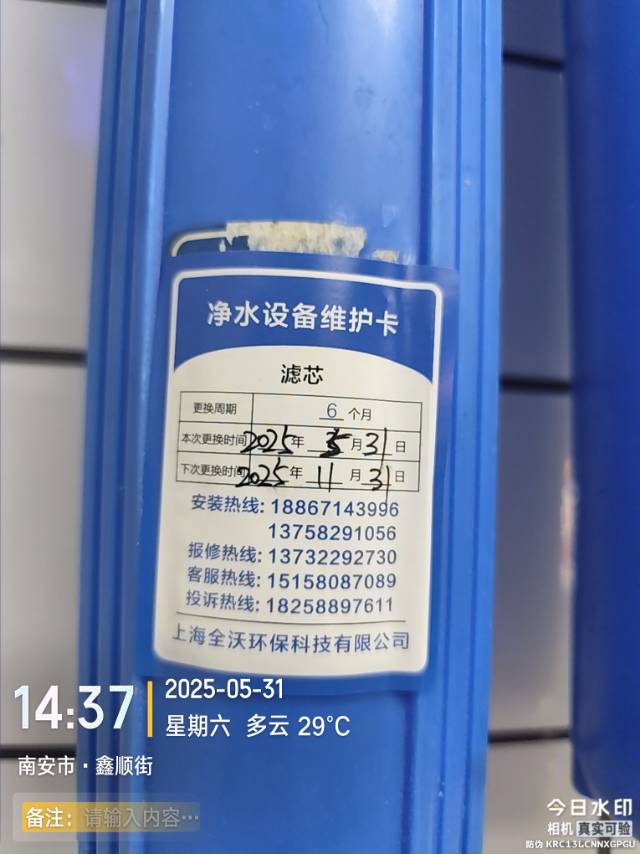 净水设备维护卡
滤芯
更换周期 6 个月
本次更换时间 2025 年 5 月 31 日
下次更换时间 2025 年 11 月 31 日
安装热线: 18867143996
13758291056
报修热线: 13732292730
客服热线: 15158087089
投诉热线: 18258897611
上海全沃环保科技有限公司
14:37 2025-05-31
星期六 多云 29℃
南安市·鑫顺街
备注: 请输入内容…
今日水印
相机 真实可验
防伪 KRC13LCNNXGPGU